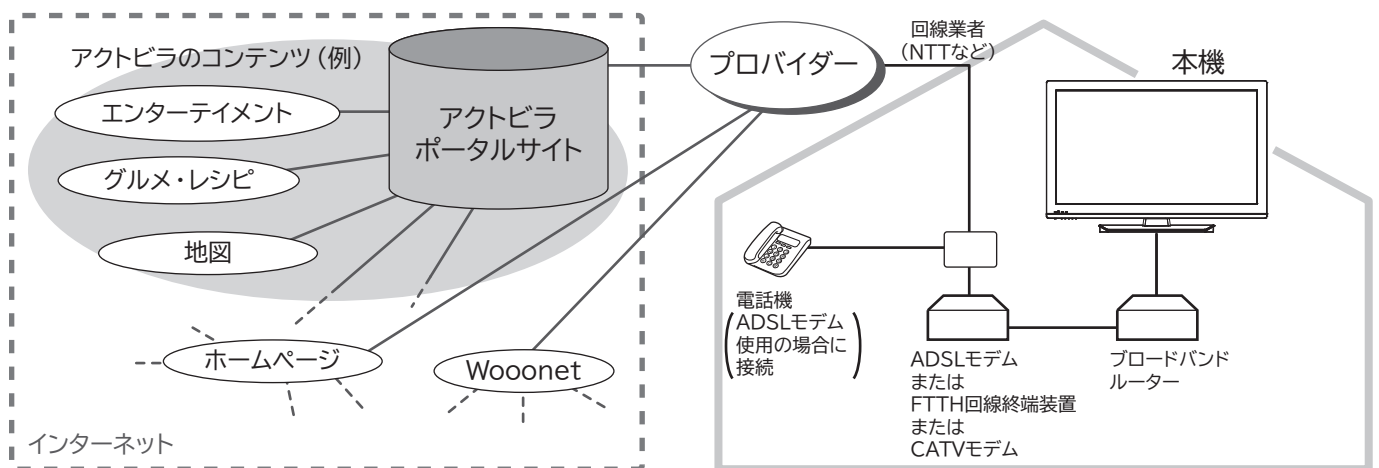 アクトビラのコンテンツ（例）
エンターテイメント
グルメ・レシピ
地図
アクトビラ
ポータルサイト
ホームページ
Wooonet
インターネット
プロバイダー
回線業者
（NTTなど）
本機
電話機
（ADSLモデム
使用の場合に
接続）
ADSLモデム
または
FTTH回線終端装置
または
CATVモデム
ブロードバンド
ルーター